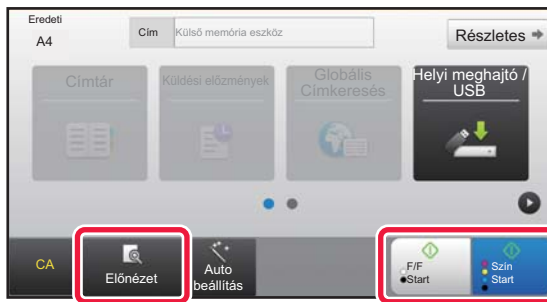 Eredeti
A4
Cím
Külső memória eszköz
Részletes
Címtár
Küldési előzmények
Globális
Címkeresés
Helyi meghajtó /
USB
CA
Előnézet
Auto
beállítás
F/F
Start
Szín
Start